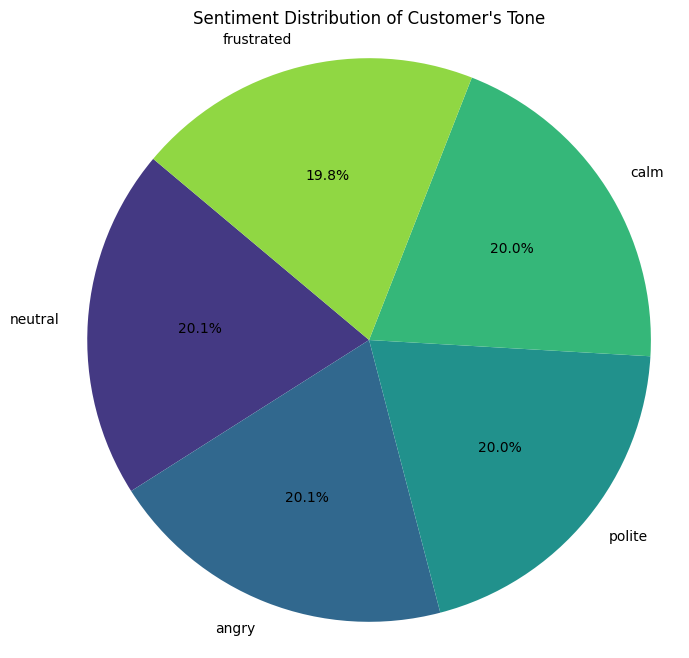 Sentiment Distribution of Customer's Tone
frustrated
calm
19.8%
20.0%
neutral
20.1%
20.0%
20.1%
polite
angry